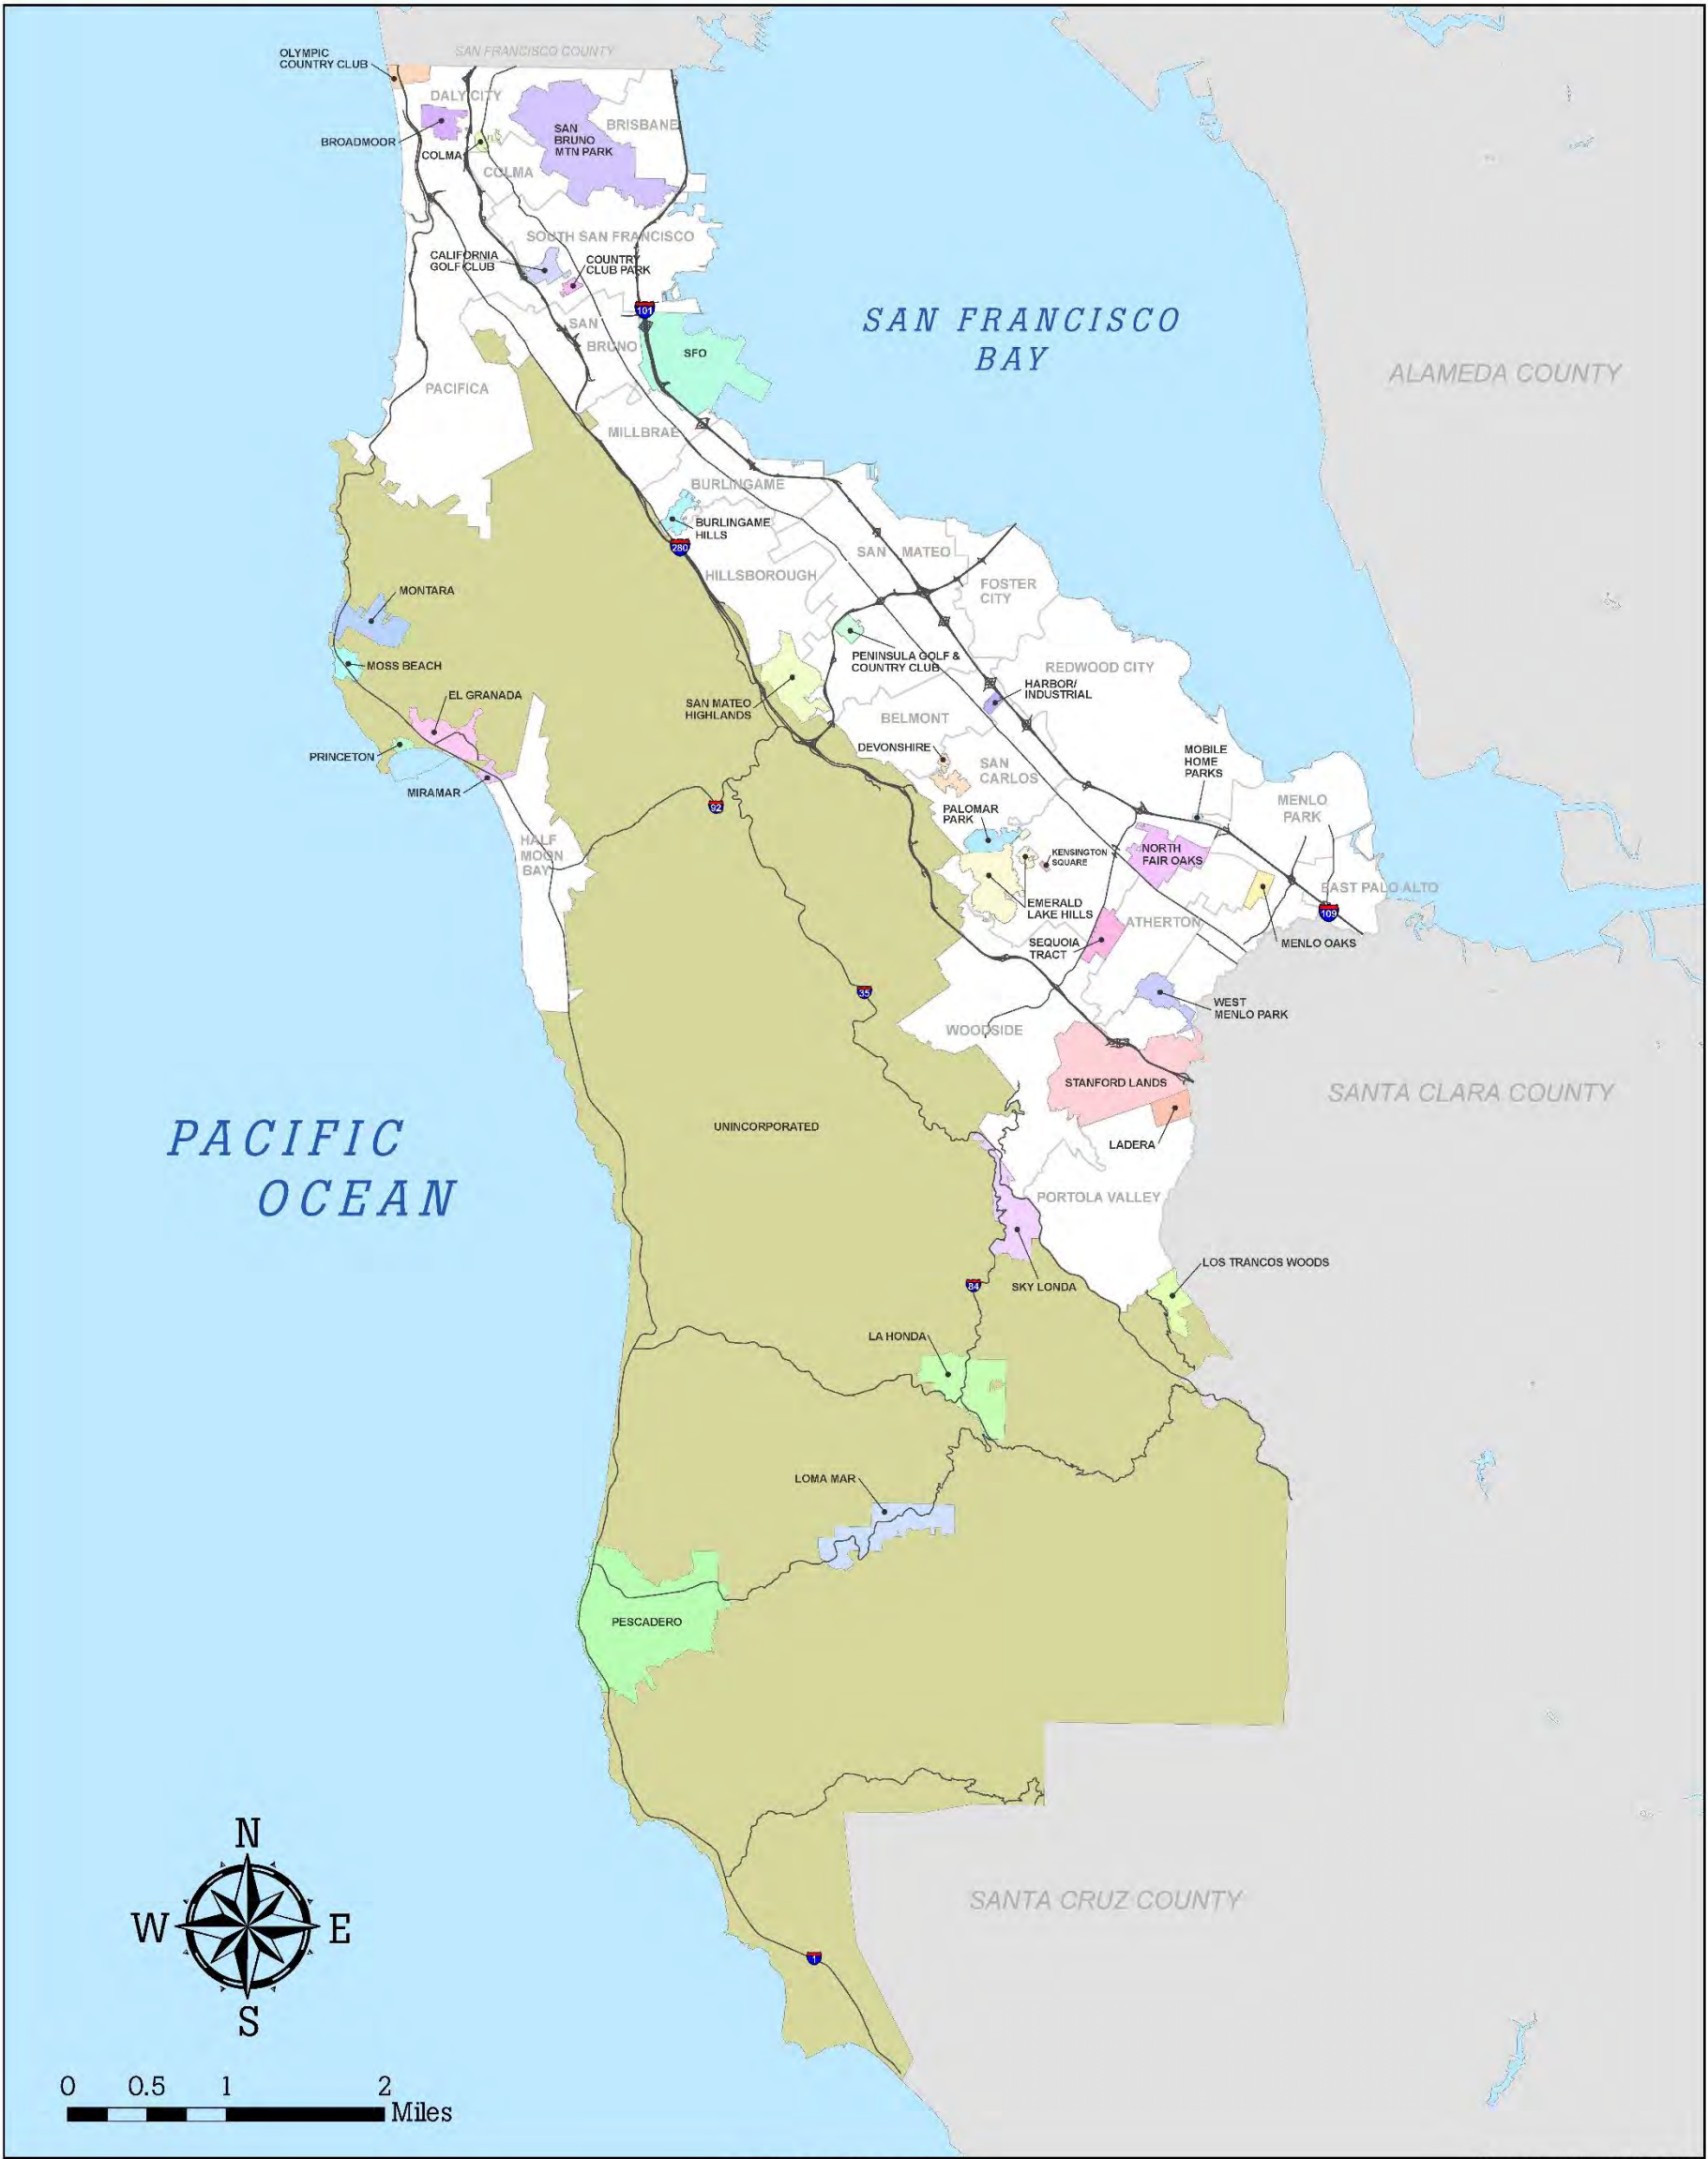 SAN FRANCISCO COUNTY
OLYMPIC
COUNTRY CLUB
DALY CITY
BROADMOOR
COLMA
COLMA
SAN
BRUNO
MTN PARK
BRISBANE
SOUTH SAN FRANCISCO
CALIFORNIA
GOLF CLUB
COUNTRY
CLUB PARK
101
SAN
BRUNO
SFO
SAN FRANCISCO
BAY
ALAMEDA COUNTY
PACIFICA
MILLBRAE
BURLINGAME
BURLINGAME
HILLS
280
HILLSBOROUGH
SAN MATEO
FOSTER
CITY
MONTARA
MOSS BEACH
EL GRANADA
PRINCETON
MIRAMAR
PENINSULA GOLF &
COUNTRY CLUB
REDWOOD CITY
HARBOR/
INDUSTRIAL
SAN MATEO
HIGHLANDS
BELMONT
DEVONSHIRE
SAN
CARLOS
MOBILE
HOME
PARKS
MENLO
PARK
92
PALOMAR
PARK
HALF
MOON
BAY
KENSINGTON
SQUARE
NORTH
FAIR OAKS
EAST PALO ALTO
109
EMERALD
LAKE HILLS
ATHERTON
MENLO OAKS
SEQUOIA
TRACT
35
WEST
MENLO PARK
WOODSIDE
STANFORD LANDS
SANTA CLARA COUNTY
UNINCORPORATED
LADERA
PACIFIC
OCEAN
PORTOLA VALLEY
LOS TRANCOS WOODS
84
SKY LONDA
LA HONDA
LOMA MAR
PESCADERO
SANTA CRUZ COUNTY
1
N
W
E
S
0 0.5 1 2
Miles